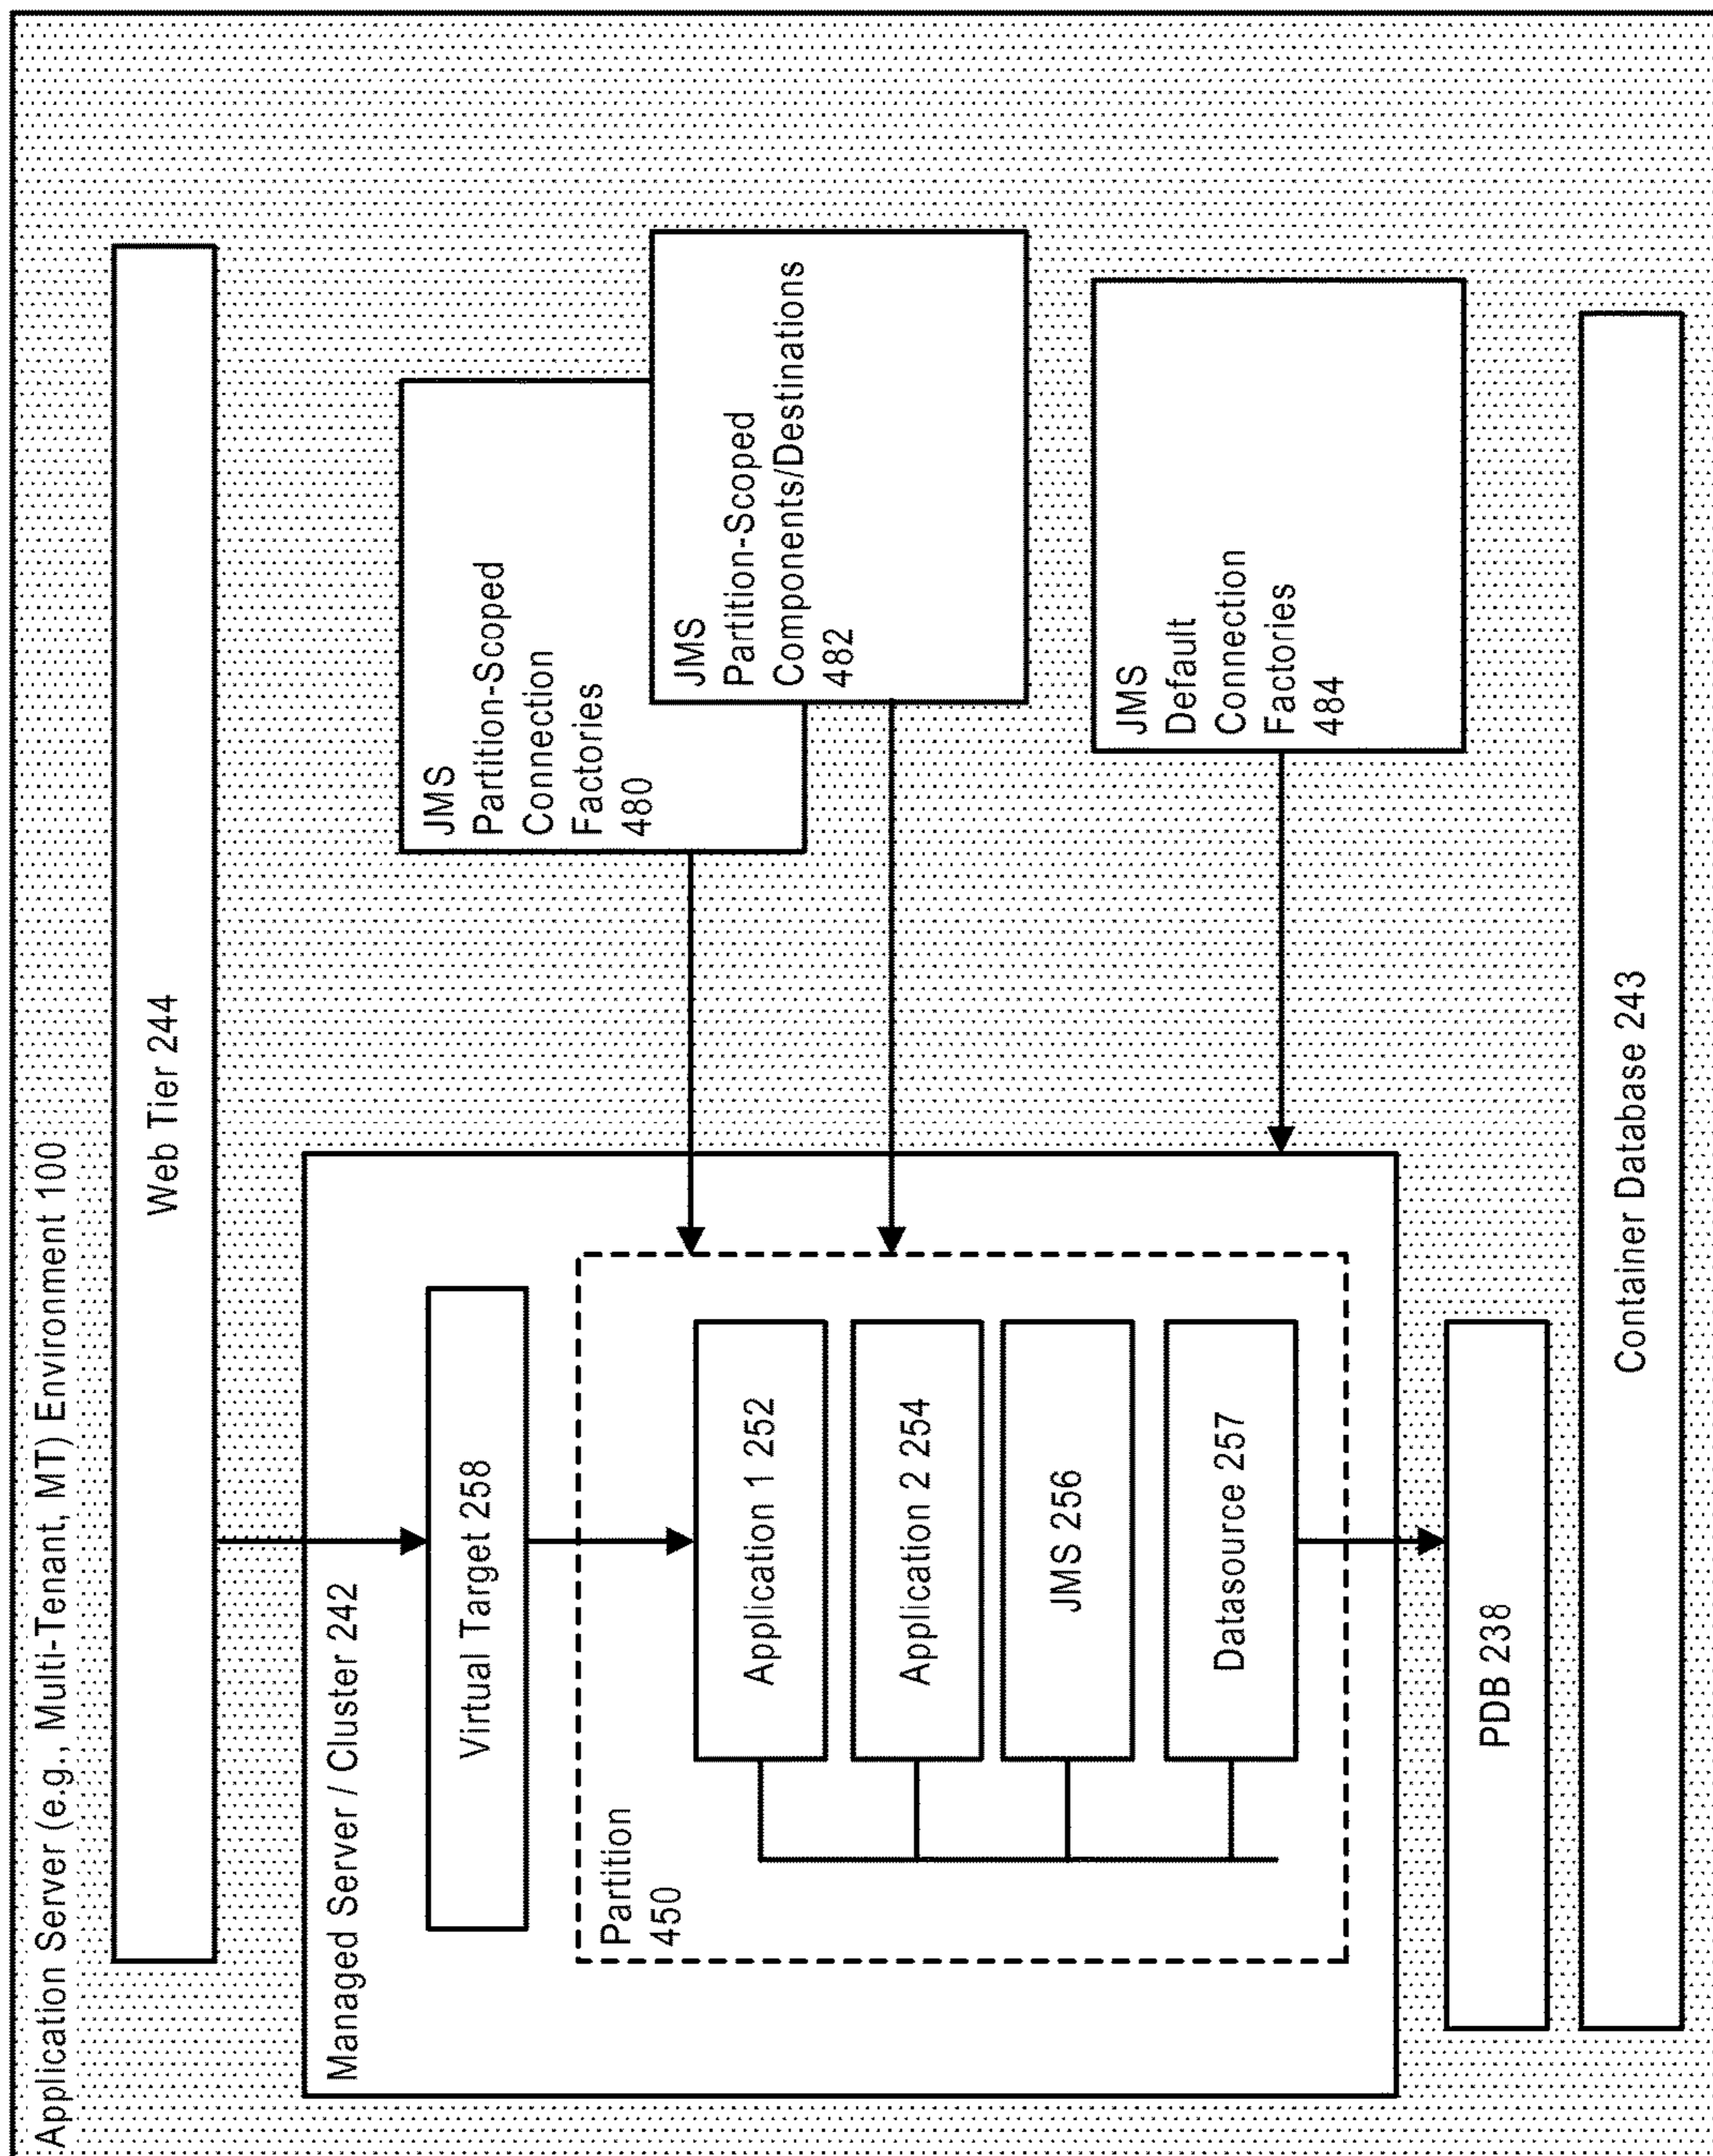 Application Server (e.g., Multi-Tenant, MT) Environment 100
Web Tier 244
Managed Server / Cluster 242
Virtual Target 258
Partition
450
Application 1 252
Application 2 254
JMS 256
Datasource 257
JMS
Partition-Scoped
Connection
Factories
480
JMS
Partition-Scoped
Components/Destinations
482
JMS
Default
Connection
Factories
484
PDB 238
Container Database 243